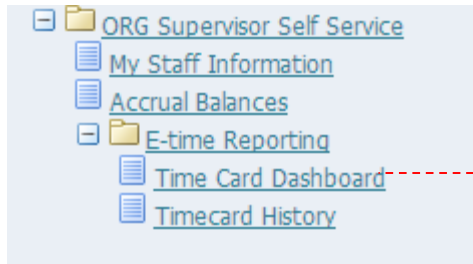 ORG Supervisor Self Service
My Staff Information
Accrual Balances
E-time Reporting
Time Card Dashboard
Timecard History